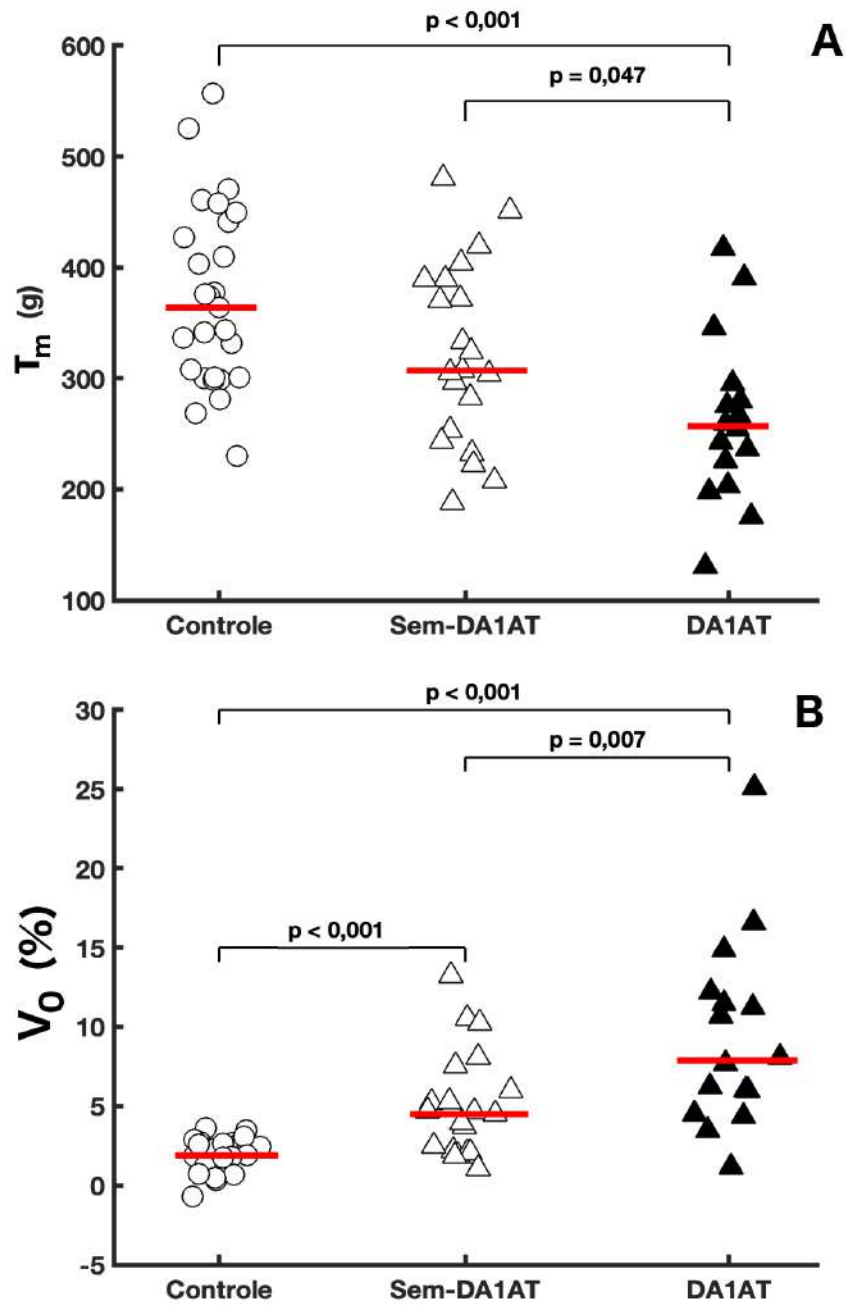 p < 0,001
A
600
p = 0,047
500
400
Tm (g)
300
200
100
Controle Sem-DA1AT DA1AT
p < 0,001
B
30
p = 0,007
25
20
V0 (%)
15
p < 0,001
10
5
0
-5
Controle Sem-DA1AT DA1AT